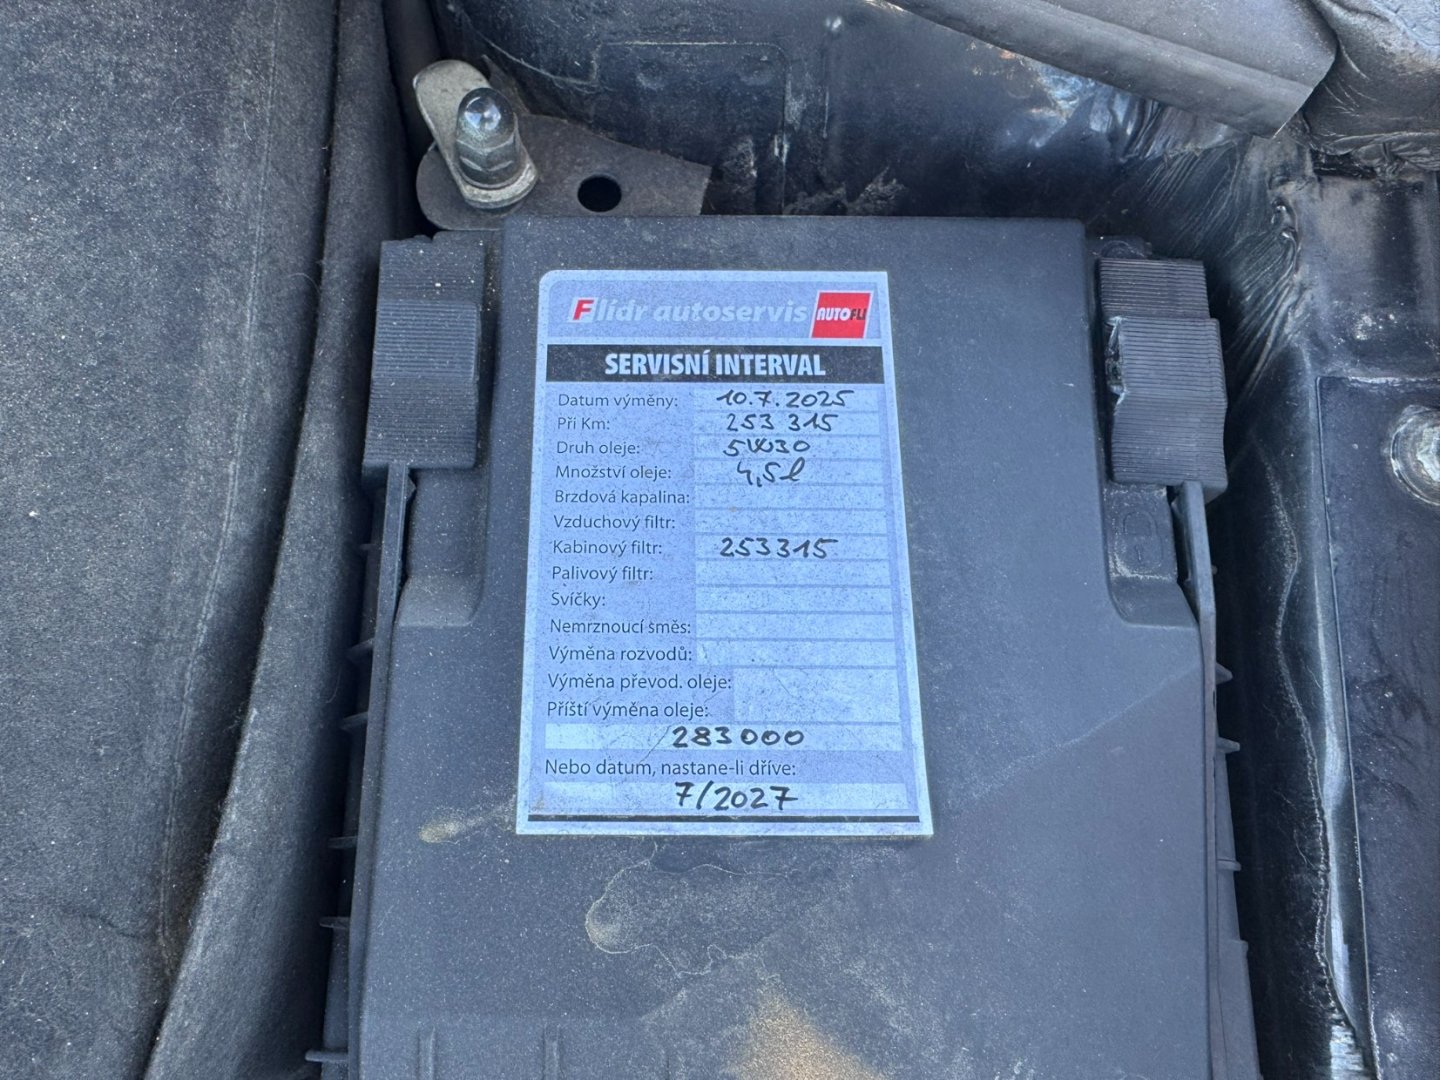 Flídr autoservis AUTOFLI
SERVISNÍ INTERVAL
Datum výměny: 10.7.2025
Při Km: 253 315
Druh oleje: 5W30
Množství oleje: 4,5l
Brzdová kapalina:
Vzduchový filtr:
Kabinový filtr: 253315
Palivový filtr:
Svíčky:
Nemrznoucí směs:
Výměna rozvodů:
Výměna převod. oleje:
Příští výměna oleje:
283000
Nebo datum, nastane-li dříve:
7/2027